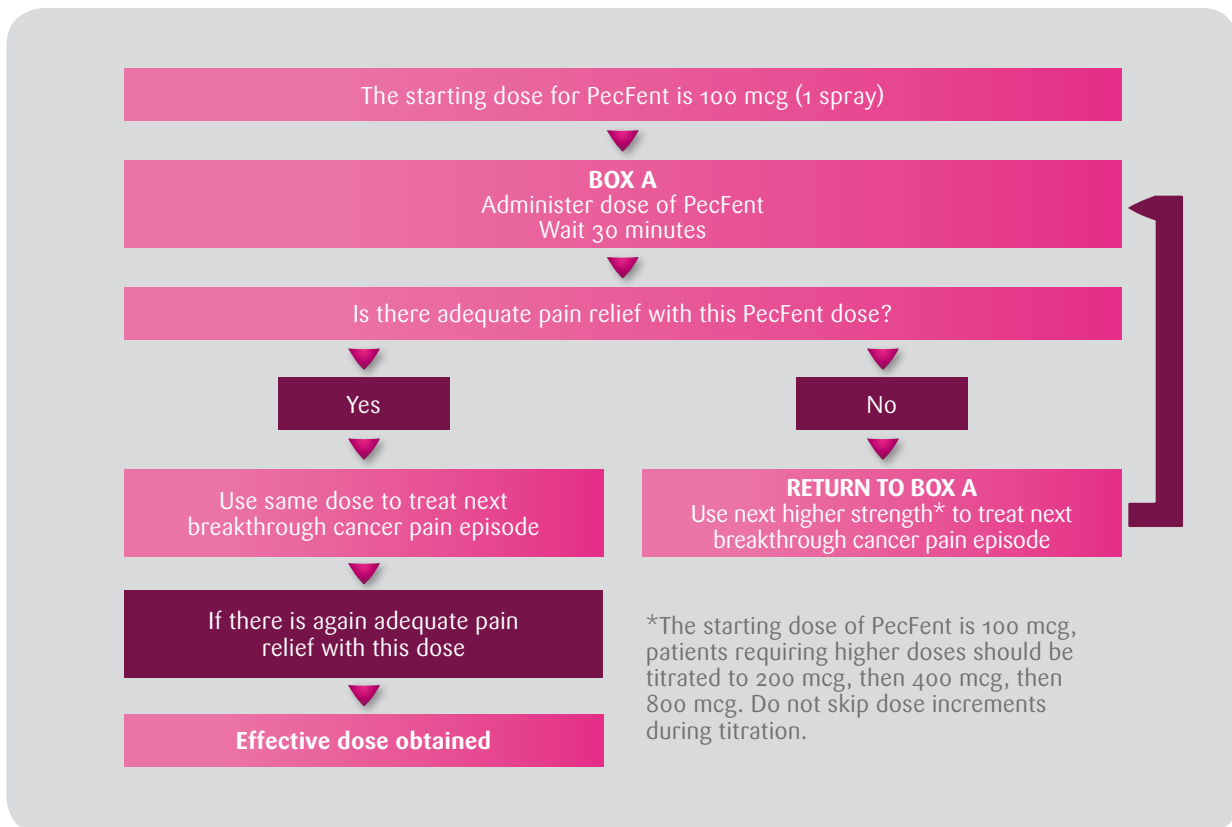 The starting dose for PecFent is 100 mcg (1 spray)
BOX A
Administer dose of PecFent
Wait 30 minutes
Is there adequate pain relief with this PecFent dose?
Yes
No
Use same dose to treat next
breakthrough cancer pain episode
RETURN TO BOX A
Use next higher strength* to treat next
breakthrough cancer pain episode
If there is again adequate pain
relief with this dose
Effective dose obtained
*The starting dose of PecFent is 100 mcg,
patients requiring higher doses should be
titrated to 200 mcg, then 400 mcg, then
800 mcg. Do not skip dose increments
during titration.